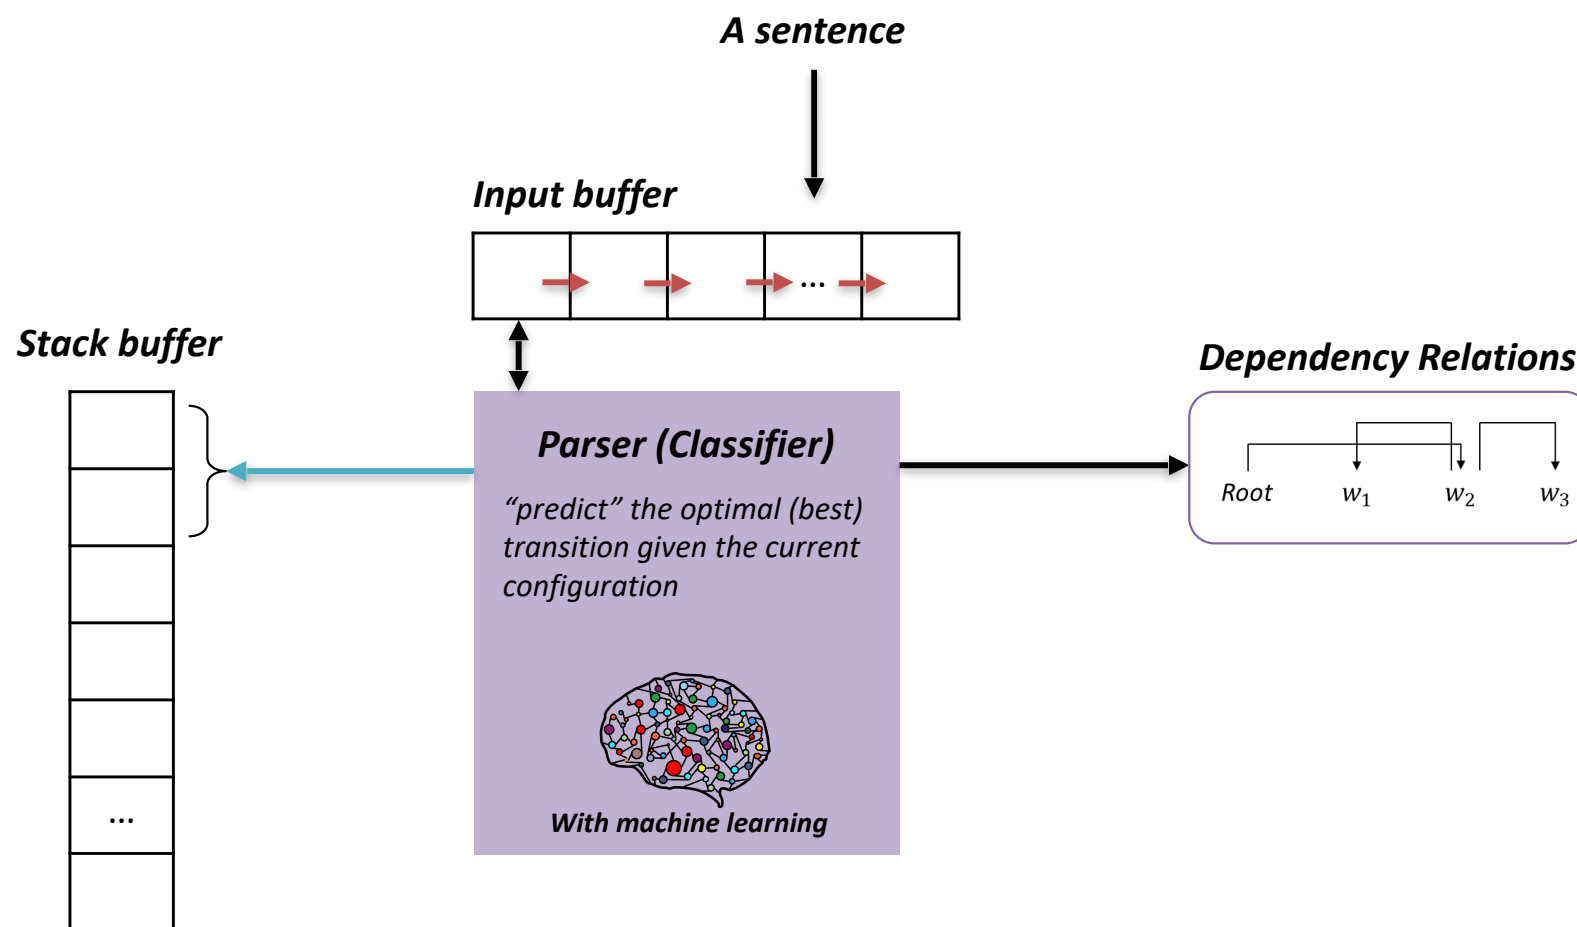 A sentence
Input buffer
...
Stack buffer
...
Parser (Classifier)
“predict” the optimal (best)
transition given the current
configuration
With machine learning
Dependency Relations
Root w₁ w₂ w₃